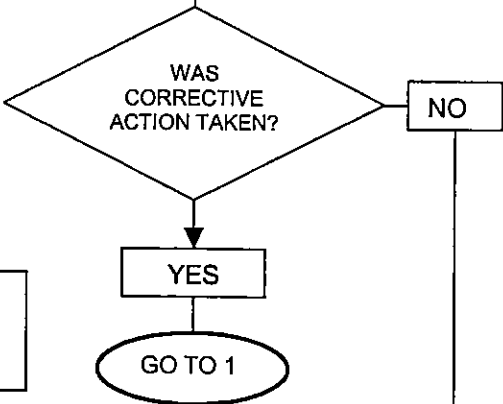 WAS
CORRECTIVE
ACTION TAKEN?
NO
YES
GO TO 1